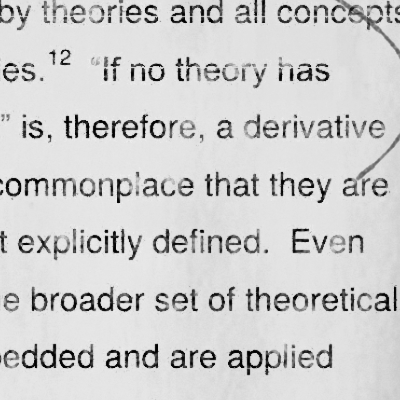 by theories and all concepts
es.¹² “If no theory has
” is, therefore, a derivative
commonplace that they are
t explicitly defined. Even
e broader set of theoretical
edded and are applied